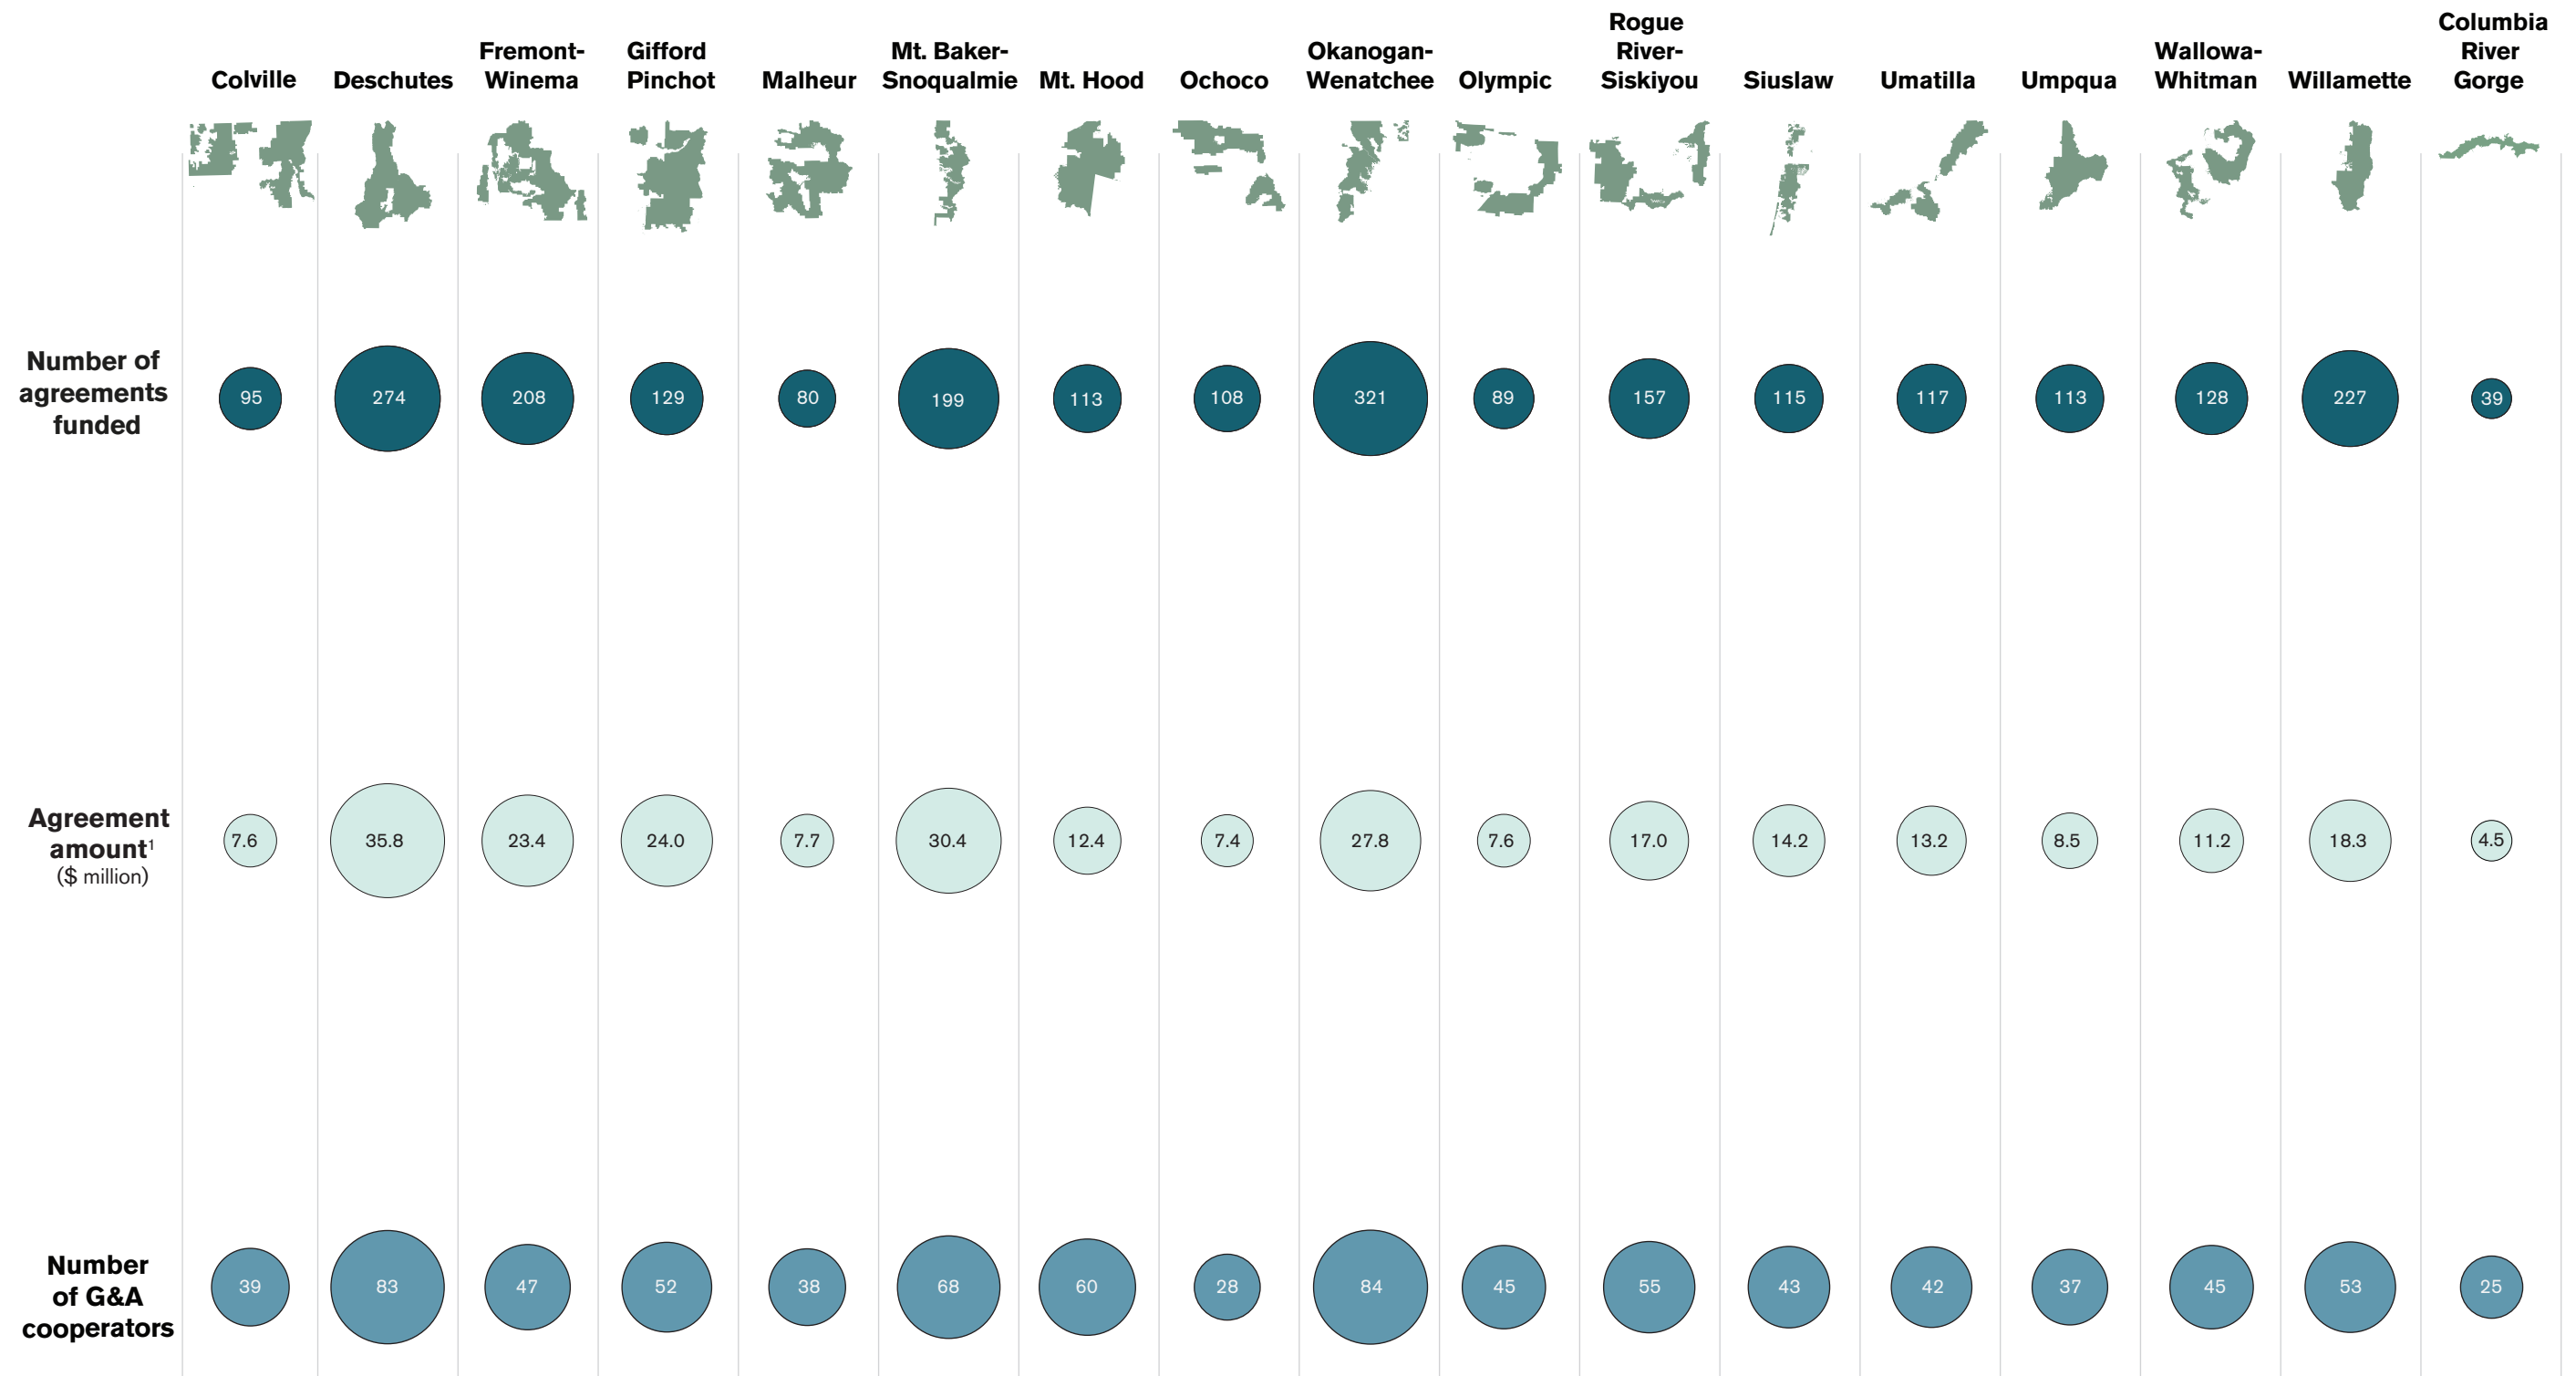 Colville
Deschutes
Fremont-
Winema
Gifford
Pinchot
Malheur
Mt. Baker-
Snoqualmie
Mt. Hood
Ochoco
Okanogan-
Wenatchee
Olympic
Rogue
River-
Siskiyou
Siuslaw
Umatilla
Umpqua
Wallowa-
Whitman
Willamette
Columbia
River
Gorge
Number of
agreements
funded
95 274 208 129 80 199 113 108 321 89 157 115 117 113 128 227 39
Agreement
amount¹
($ million)
7.6 35.8 23.4 24.0 7.7 30.4 12.4 7.4 27.8 7.6 17.0 14.2 13.2 8.5 11.2 18.3 4.5
Number
of G&A
cooperators
39 83 47 52 38 68 60 28 84 45 55 43 42 37 45 53 25